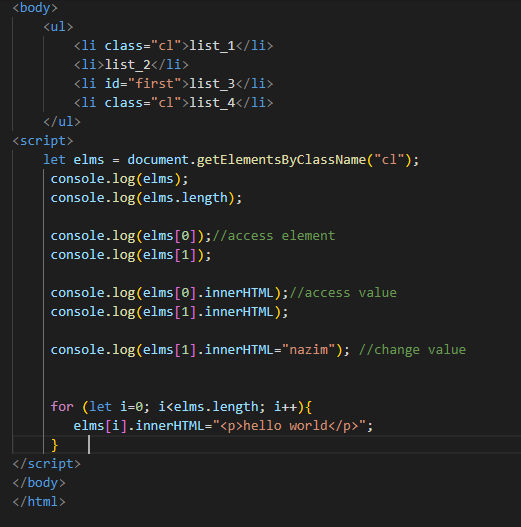 <body>
<ul>
<li class="cl">list_1</li>
<li>list_2</li>
<li id="first">list_3</li>
<li class="cl">list_4</li>
</ul>
<script>
let elms = document.getElementsByClassName("cl");
console.log(elms);
console.log(elms.length);
console.log(elms[0]);//access element
console.log(elms[1]);
console.log(elms[0].innerHTML);//access value
console.log(elms[1].innerHTML);
console.log(elms[1].innerHTML="nazim"); //change value
for (let i=0; i<elms.length; i++){
elms[i].innerHTML="<p>hello world</p>";
}
</script>
</body>
</html>